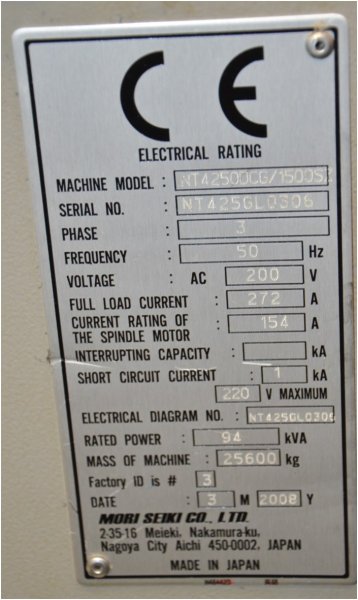 CE
ELECTRICAL RATING
MACHINE MODEL : NT4250DCG/1500SZ
SERIAL NO. : NT425GL0306
PHASE : 3
FREQUENCY : 50 Hz
VOLTAGE : AC 200 V
FULL LOAD CURRENT : 272 A
CURRENT RATING OF
THE SPINDLE MOTOR : 154 A
INTERRUPTING CAPACITY : kA
SHORT CIRCUIT CURRENT : 1 kA
220 V MAXIMUM
ELECTRICAL DIAGRAM NO. : NT425GL0306
RATED POWER : 94 kVA
MASS OF MACHINE : 25600 kg
Factory ID is # 3
DATE : 3 M 2008 Y
MORI SEIKI CO., LTD.
2-35-16 Meieki, Nakamura-ku,
Nagoya City Aichi 450-0002, JAPAN
MADE IN JAPAN